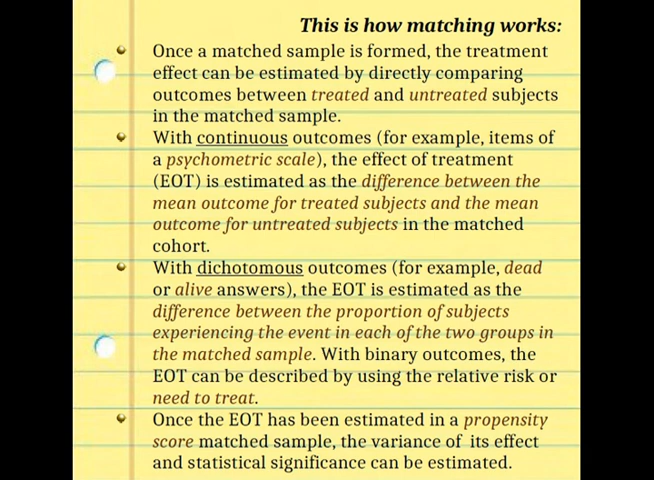 This is how matching works:
Once a matched sample is formed, the treatment
effect can be estimated by directly comparing
outcomes between treated and untreated subjects
in the matched sample.
With continuous outcomes (for example, items of
a psychometric scale), the effect of treatment
(EOT) is estimated as the difference between the
mean outcome for treated subjects and the mean
outcome for untreated subjects in the matched
cohort.
With dichotomous outcomes (for example, dead
or alive answers), the EOT is estimated as the
difference between the proportion of subjects
experiencing the event in each of the two groups in
the matched sample. With binary outcomes, the
EOT can be described by using the relative risk or
need to treat.
Once the EOT has been estimated in a propensity
score matched sample, the variance of its effect
and statistical significance can be estimated.